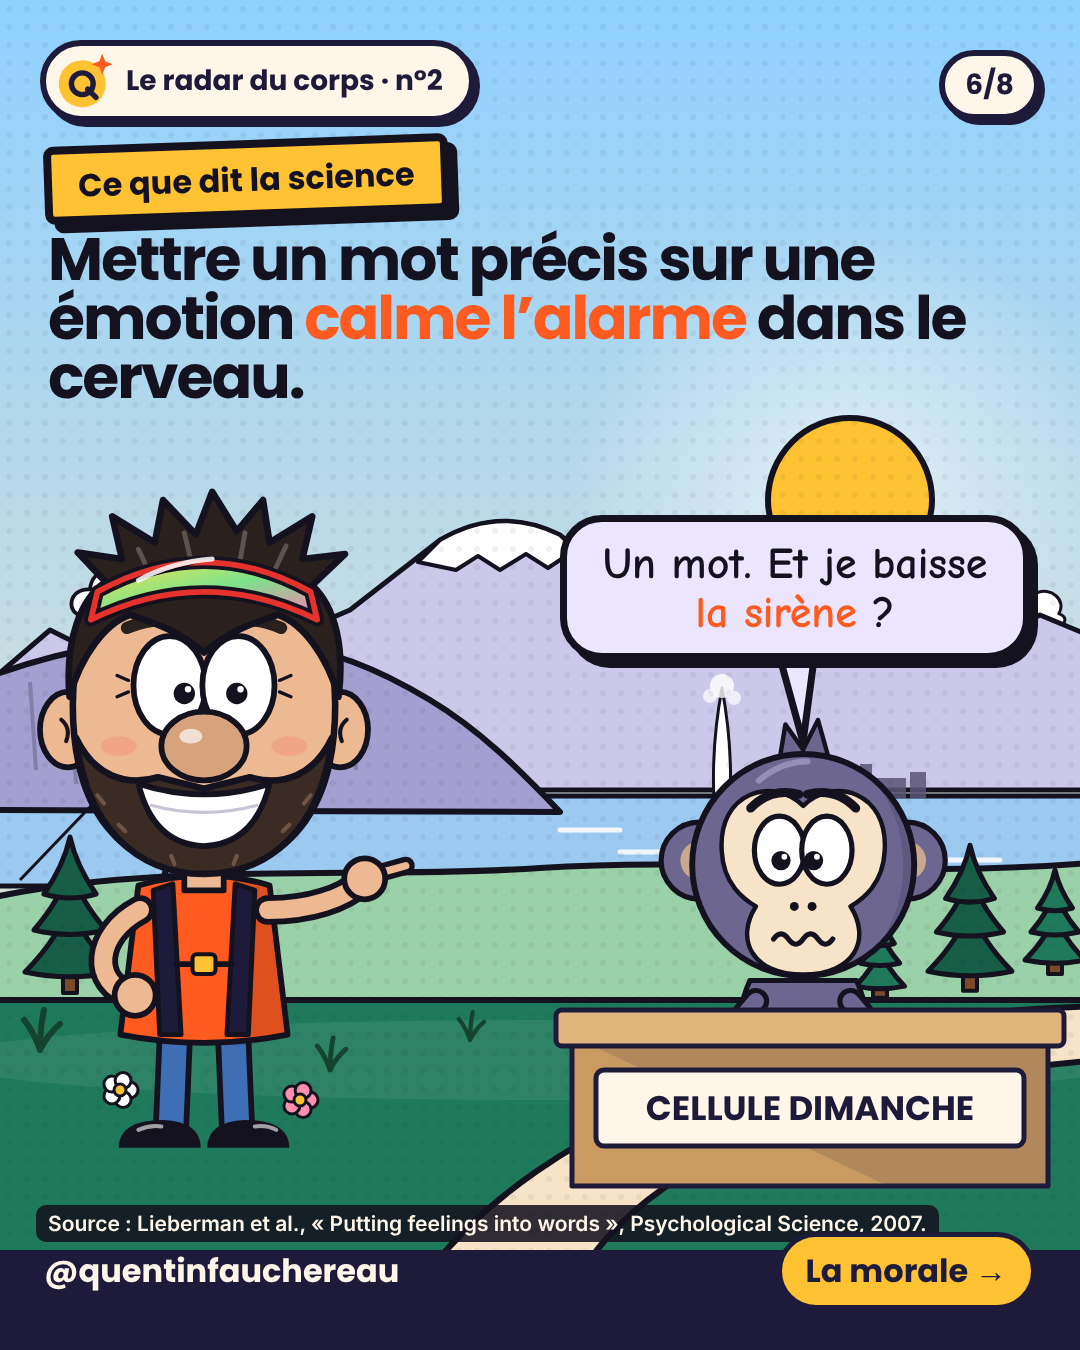 Q
Le radar du corps · n°2
6/8
Ce que dit la science
Mettre un mot précis sur une
émotion calme l’alarme dans le
cerveau.
Un mot. Et je baisse
la sirène ?
CELLULE DIMANCHE
Source : Lieberman et al., « Putting feelings into words », Psychological Science, 2007.
@quentinfauchereau
La morale →